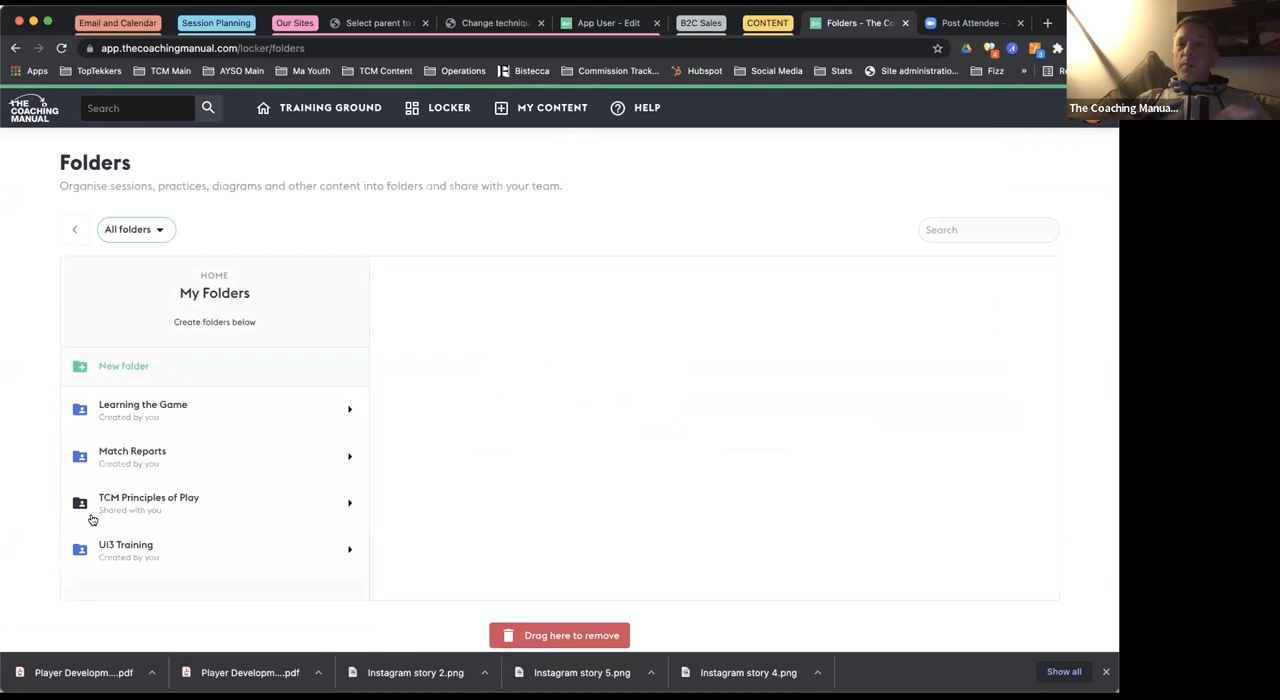 Email and Calendar
Session Planning
Our Sites
Select parent to
Change techniqu
App User - Edit
B2C Sales
CONTENT
Folders - The Co
Post Attendee -
app.thecoachingmanual.com/locker/folders
Apps
TopTekkers
TCM Main
AYSO Main
Ma Youth
TCM Content
Operations
Bistecca
Commission Track...
Hubspot
Social Media
Stats
Site administratio...
Fizz
»
The Coaching Manua...
THE COACHING MANUAL
Search
TRAINING GROUND
LOCKER
MY CONTENT
HELP
Folders
Organise sessions, practices, diagrams and other content into folders and share with your team.
All folders
Search
HOME
My Folders
Create folders below
New folder
Learning the Game
Created by you
Match Reports
Created by you
TCM Principles of Play
Shared with you
U13 Training
Created by you
Drag here to remove
Player Developm....pdf
Player Developm....pdf
Instagram story 2.png
Instagram story 5.png
Instagram story 4.png
Show all